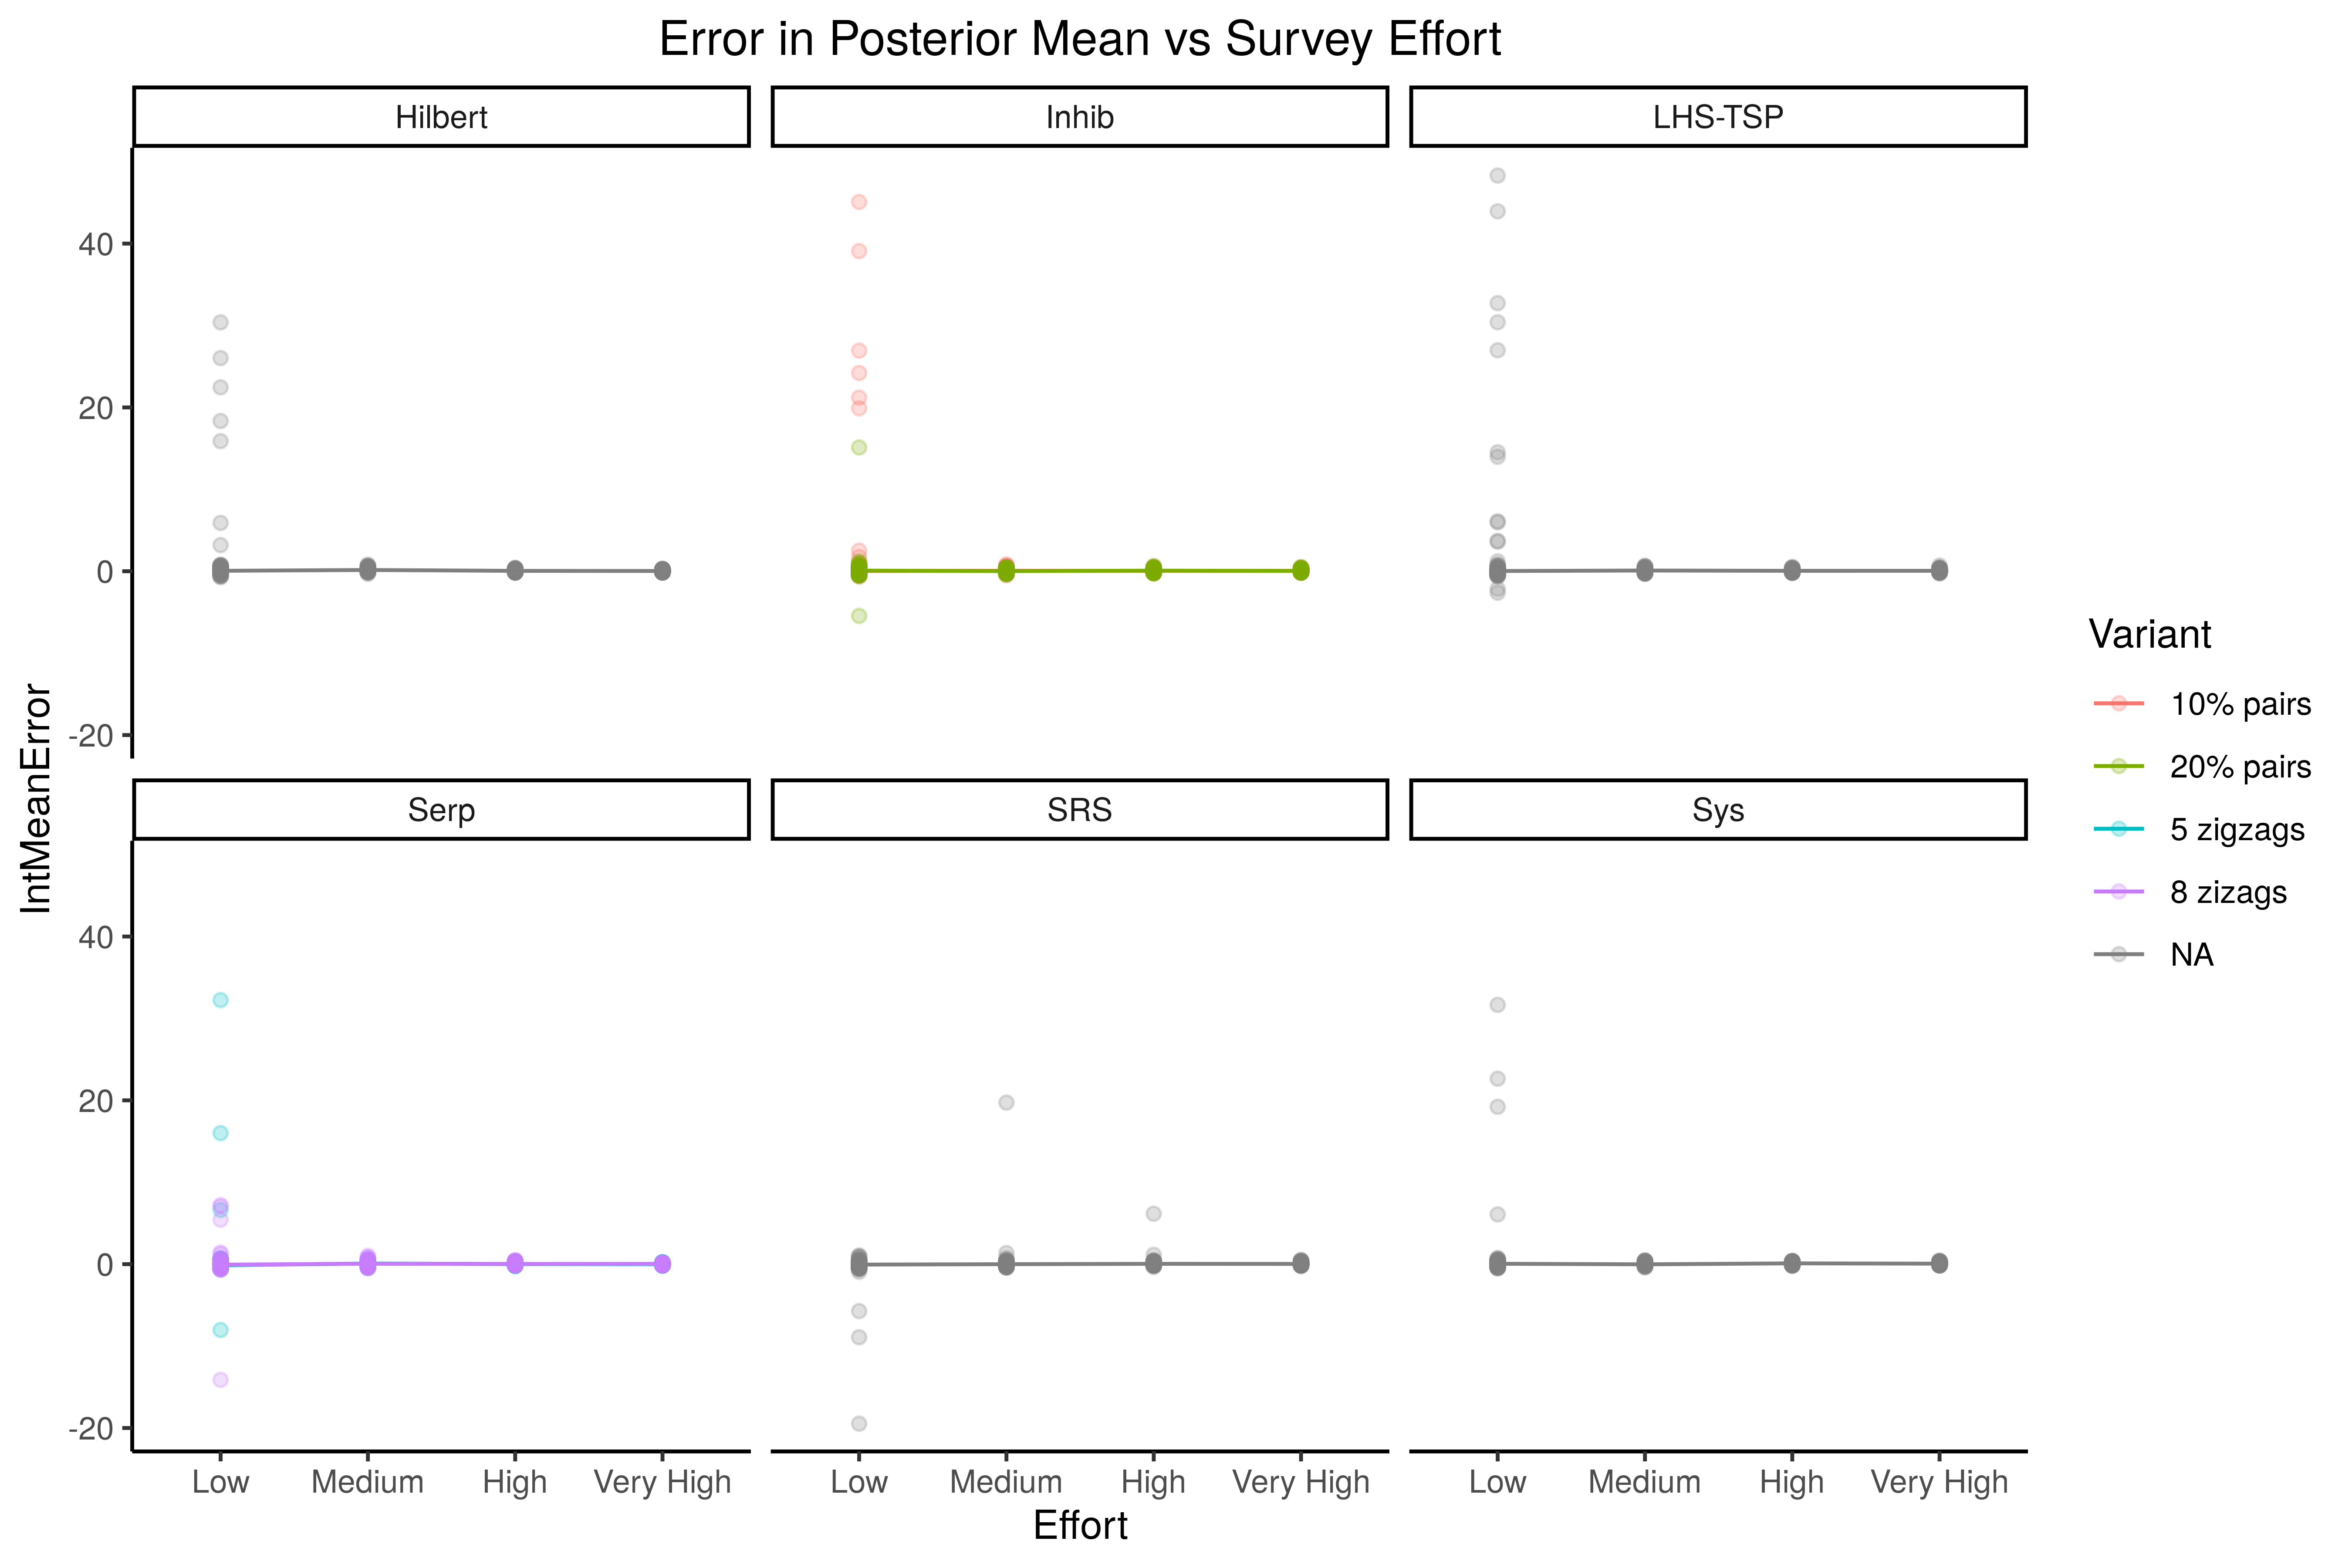 Error in Posterior Mean vs Survey Effort
Hilbert
Inhib
LHS-TSP
40
20
0
-20
IntMeanError
Serp
SRS
Sys
40
20
0
-20
Low Medium High Very High
Low Medium High Very High
Low Medium High Very High
Effort
Variant
10% pairs
20% pairs
5 zigzags
8 zizags
NA